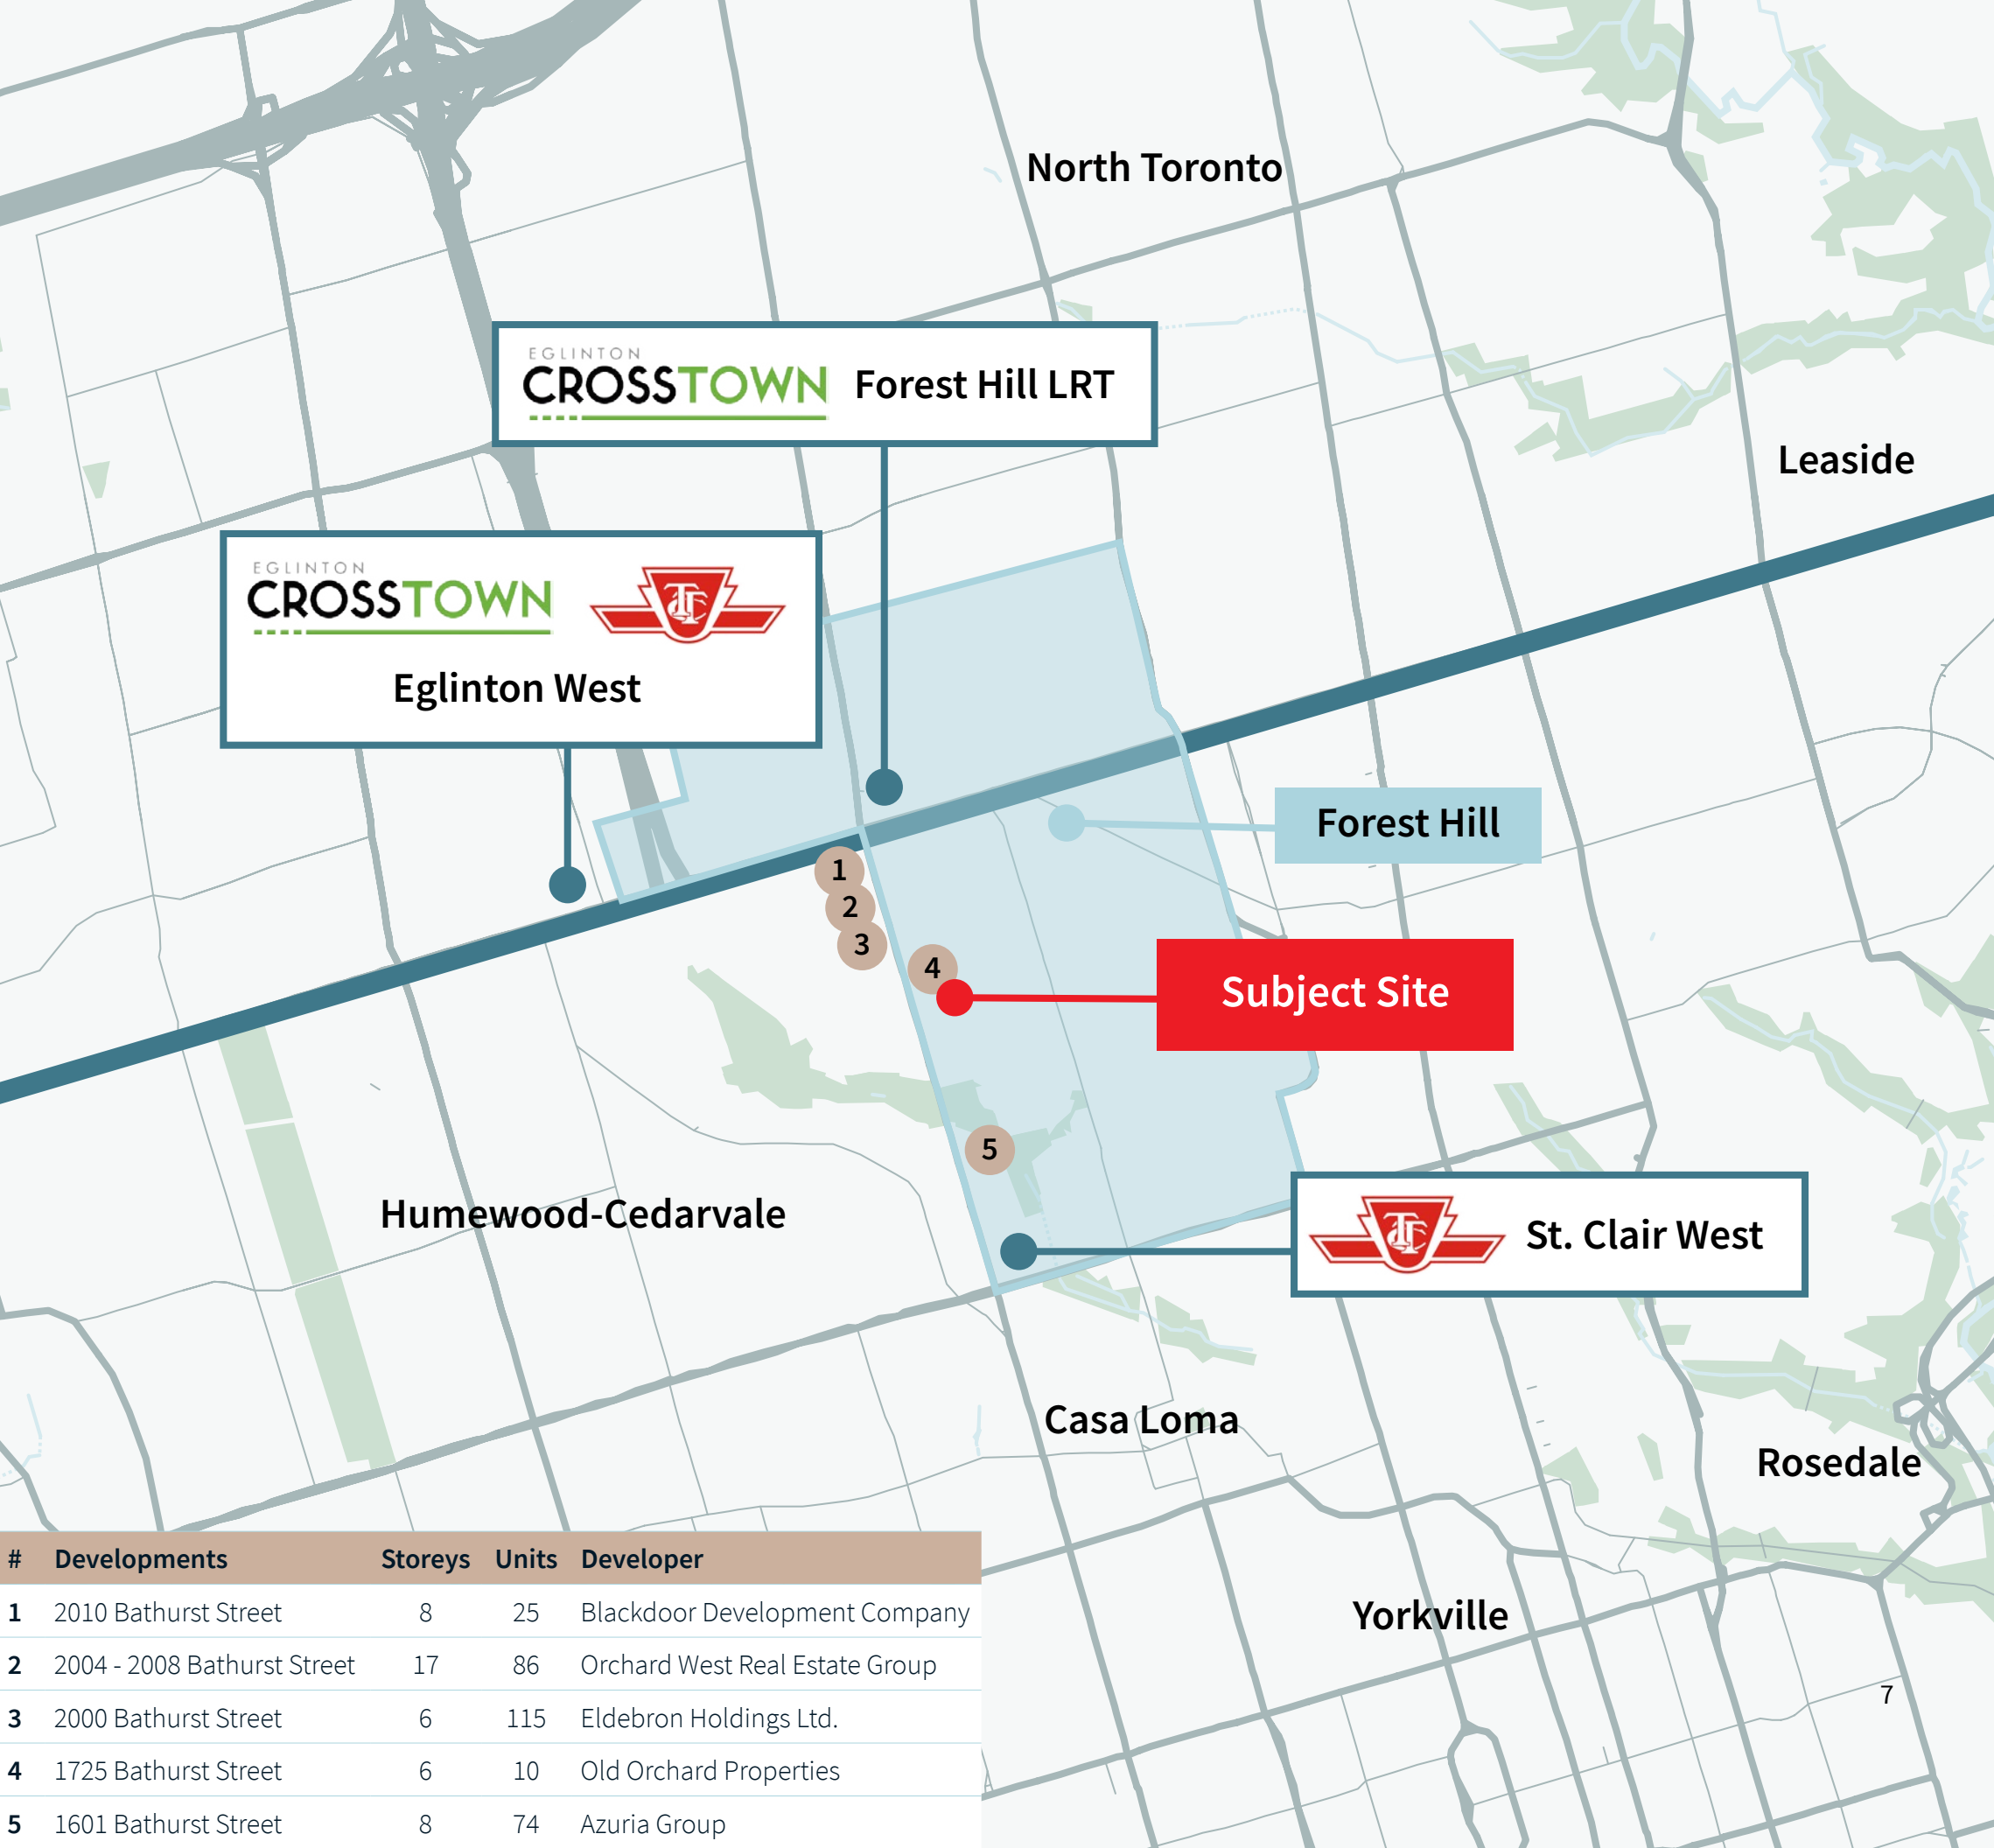 North Toronto
EGLINTON
CROSSTOWN Forest Hill LRT
Leaside
EGLINTON
CROSSTOWN TTC
Eglinton West
Forest Hill
1
2
3
4
Subject Site
5
Humewood-Cedarvale
TTC St. Clair West
Casa Loma
Rosedale
Yorkville
# Developments Storeys Units Developer
1 2010 Bathurst Street 8 25 Blackdoor Development Company
2 2004 - 2008 Bathurst Street 17 86 Orchard West Real Estate Group
3 2000 Bathurst Street 6 115 Eldebron Holdings Ltd.
4 1725 Bathurst Street 6 10 Old Orchard Properties
5 1601 Bathurst Street 8 74 Azuria Group
7